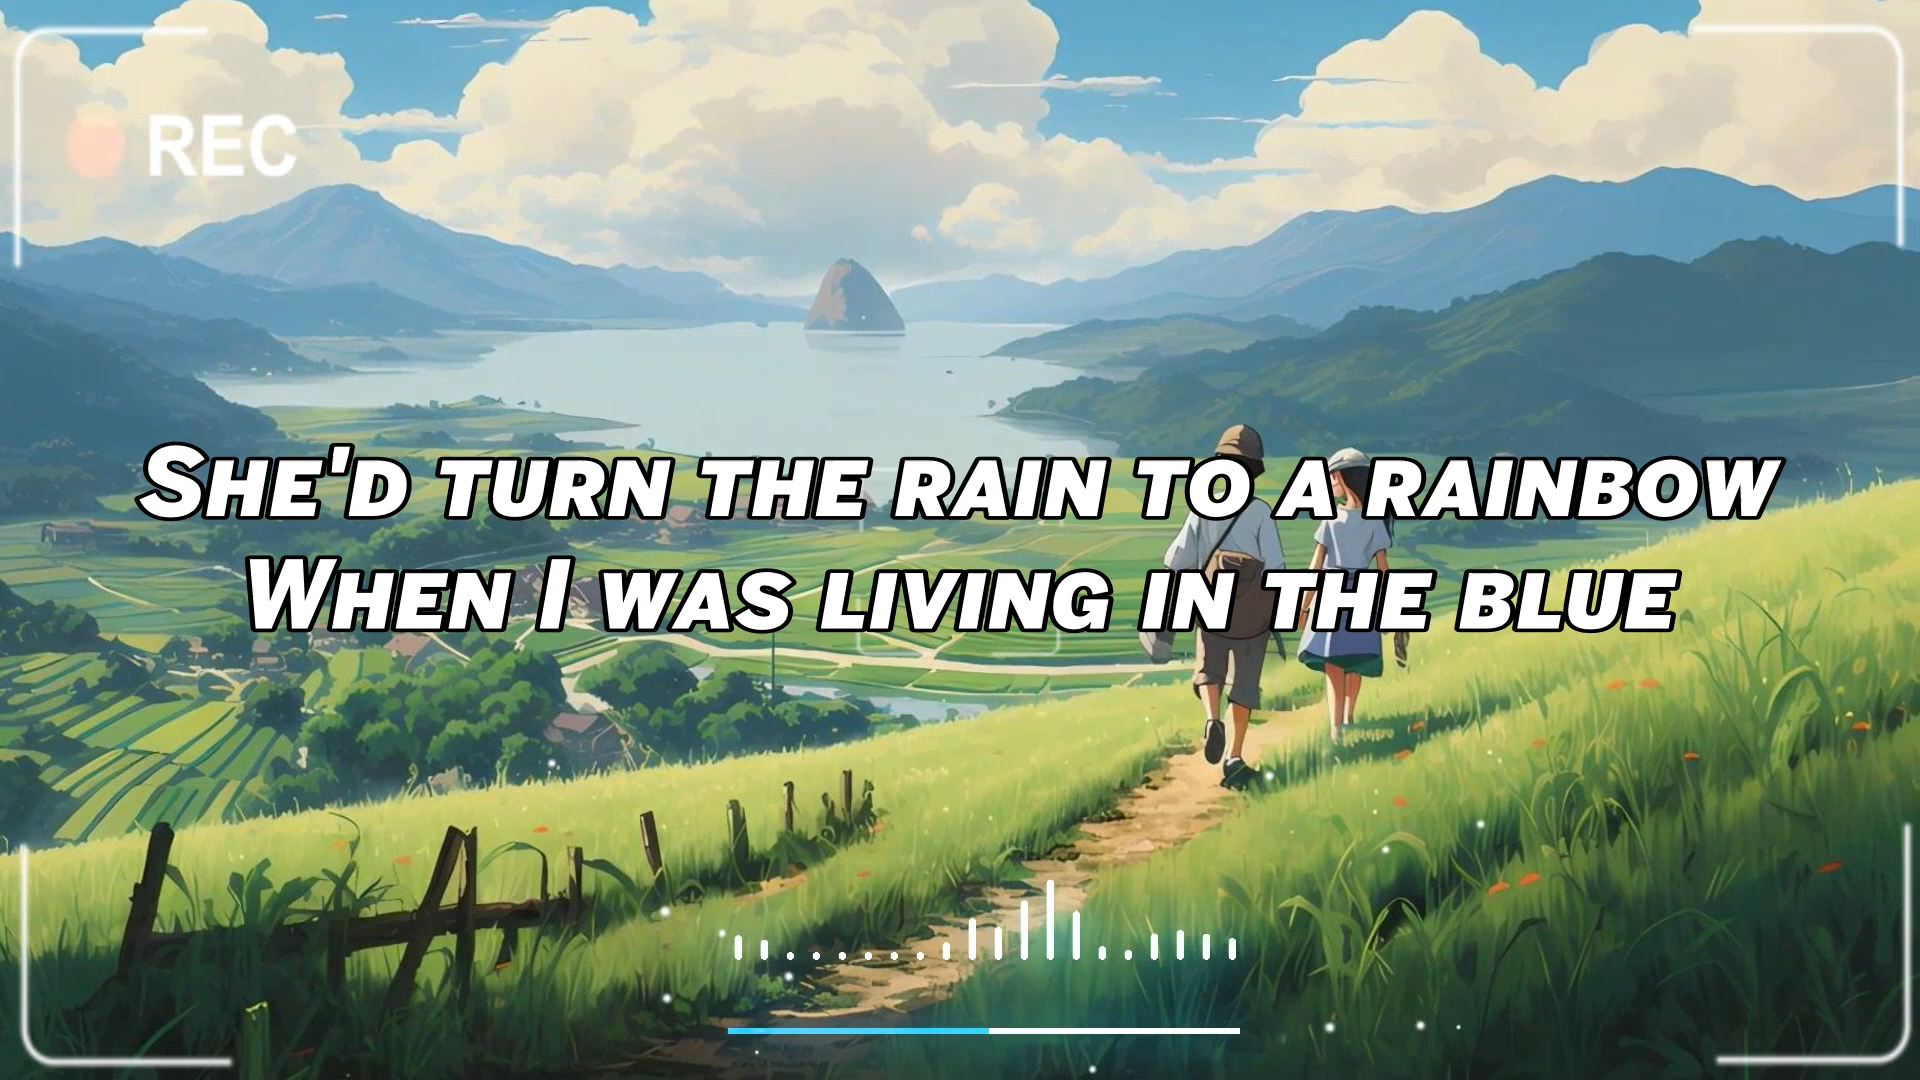 REC
She'd turn the rain to a rainbow
When I was living in the blue